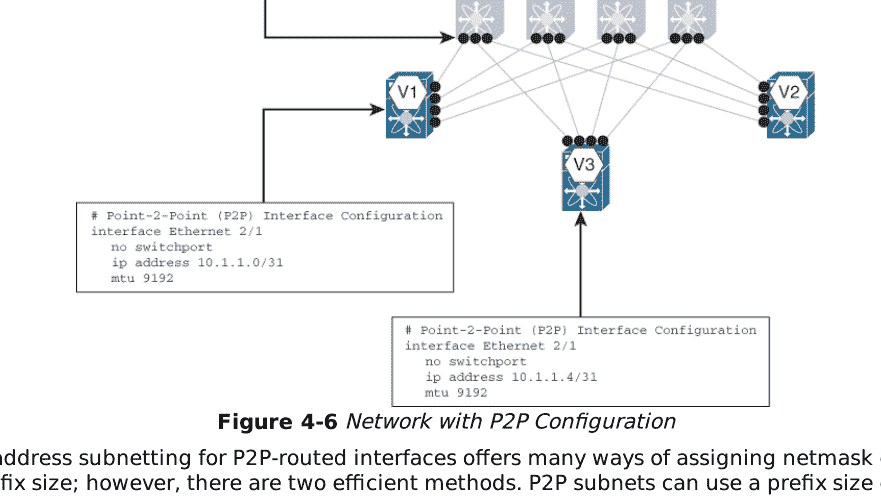 V1
V2
V3
# Point-2-Point (P2P) Interface Configuration
interface Ethernet 2/1
no switchport
ip address 10.1.1.0/31
mtu 9192
# Point-2-Point (P2P) Interface Configuration
interface Ethernet 2/1
no switchport
ip address 10.1.1.4/31
mtu 9192
Figure 4-6 Network with P2P Configuration
address subnetting for P2P-routed interfaces offers many ways of assigning netmask
fix size; however, there are two efficient methods. P2P subnets can use a prefix size